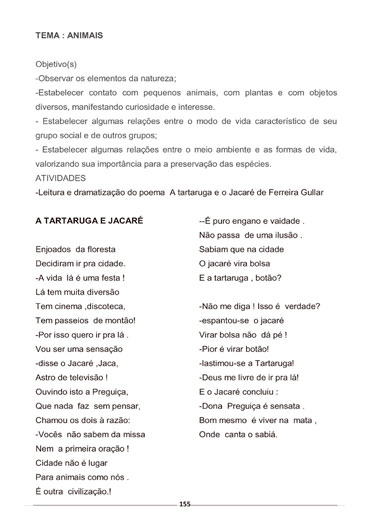 TEMA : ANIMAIS
Objetivo(s)
-Observar os elementos da natureza;
-Estabelecer contato com pequenos animais, com plantas e com objetos
diversos, manifestando curiosidade e interesse.
- Estabelecer algumas relações entre o modo de vida característico de seu
grupo social e de outros grupos;
- Estabelecer algumas relações entre o meio ambiente e as formas de vida,
valorizando sua importância para a preservação das espécies.
ATIVIDADES
-Leitura e dramatização do poema A tartaruga e o Jacaré de Ferreira Gullar
A TARTARUGA E JACARÉ
Enjoados da floresta
Decidiram ir pra cidade.
-A vida lá é uma festa !
Lá tem muita diversão
Tem cinema ,discoteca,
Tem passeios de montão!
-Por isso quero ir pra lá .
Vou ser uma sensação
-disse o Jacaré ,Jaca,
Astro de televisão !
Ouvindo isto a Preguiça,
Que nada faz sem pensar,
Chamou os dois à razão:
-Vocês não sabem da missa
Nem a primeira oração !
Cidade não é lugar
Para animais como nós .
É outra civilização.!
--É puro engano e vaidade .
Não passa de uma ilusão .
Sabiam que na cidade
O jacaré vira bolsa
E a tartaruga , botão?
-Não me diga ! Isso é verdade?
-espantou-se o jacaré
Virar bolsa não dá pé !
-Pior é virar botão!
-lastimou-se a Tartaruga!
-Deus me livre de ir pra lá!
E o Jacaré concluiu :
-Dona Preguiça é sensata .
Bom mesmo é viver na mata ,
Onde canta o sabiá.
155